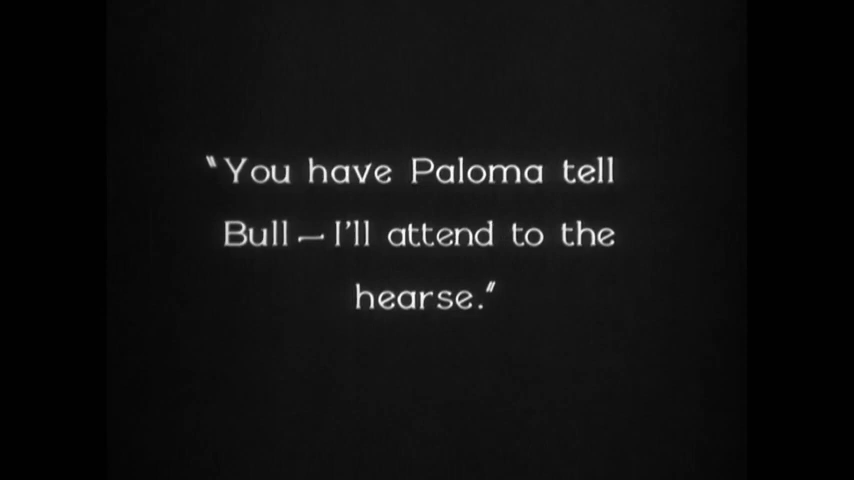 "You have Paloma tell
Bull — I'll attend to the
hearse."